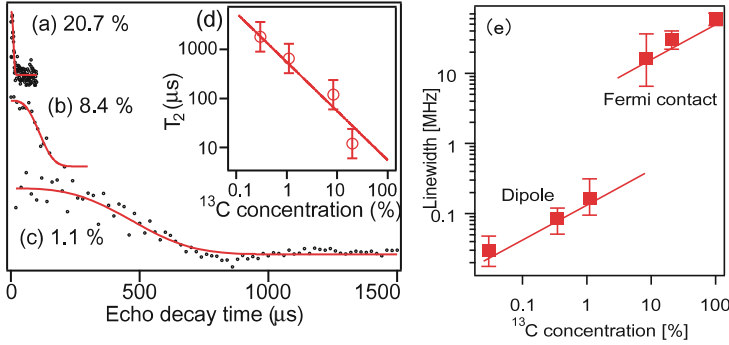 (a) 20.7 %
(b) 8.4 %
(c) 1.1 %
0
500
1000
1500
Echo decay time (μs)
(d)
T₂ (μs)
1000
100
10
0.1
1
10
100
¹³C concentration (%)
(e)
Linewidth [MHz]
10
0.1
Fermi contact
Dipole
0.1
1
10
100
¹³C concentration [%]